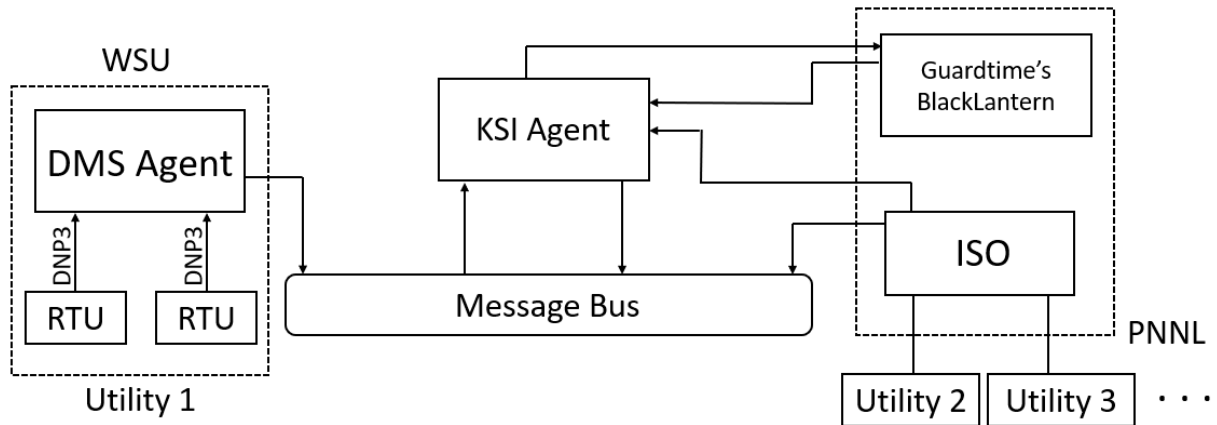 WSU
DMS Agent
DNP3
DNP3
RTU
RTU
Utility 1
KSI Agent
Message Bus
Guardtime's
BlackLantern
ISO
PNNL
Utility 2
Utility 3
. . .